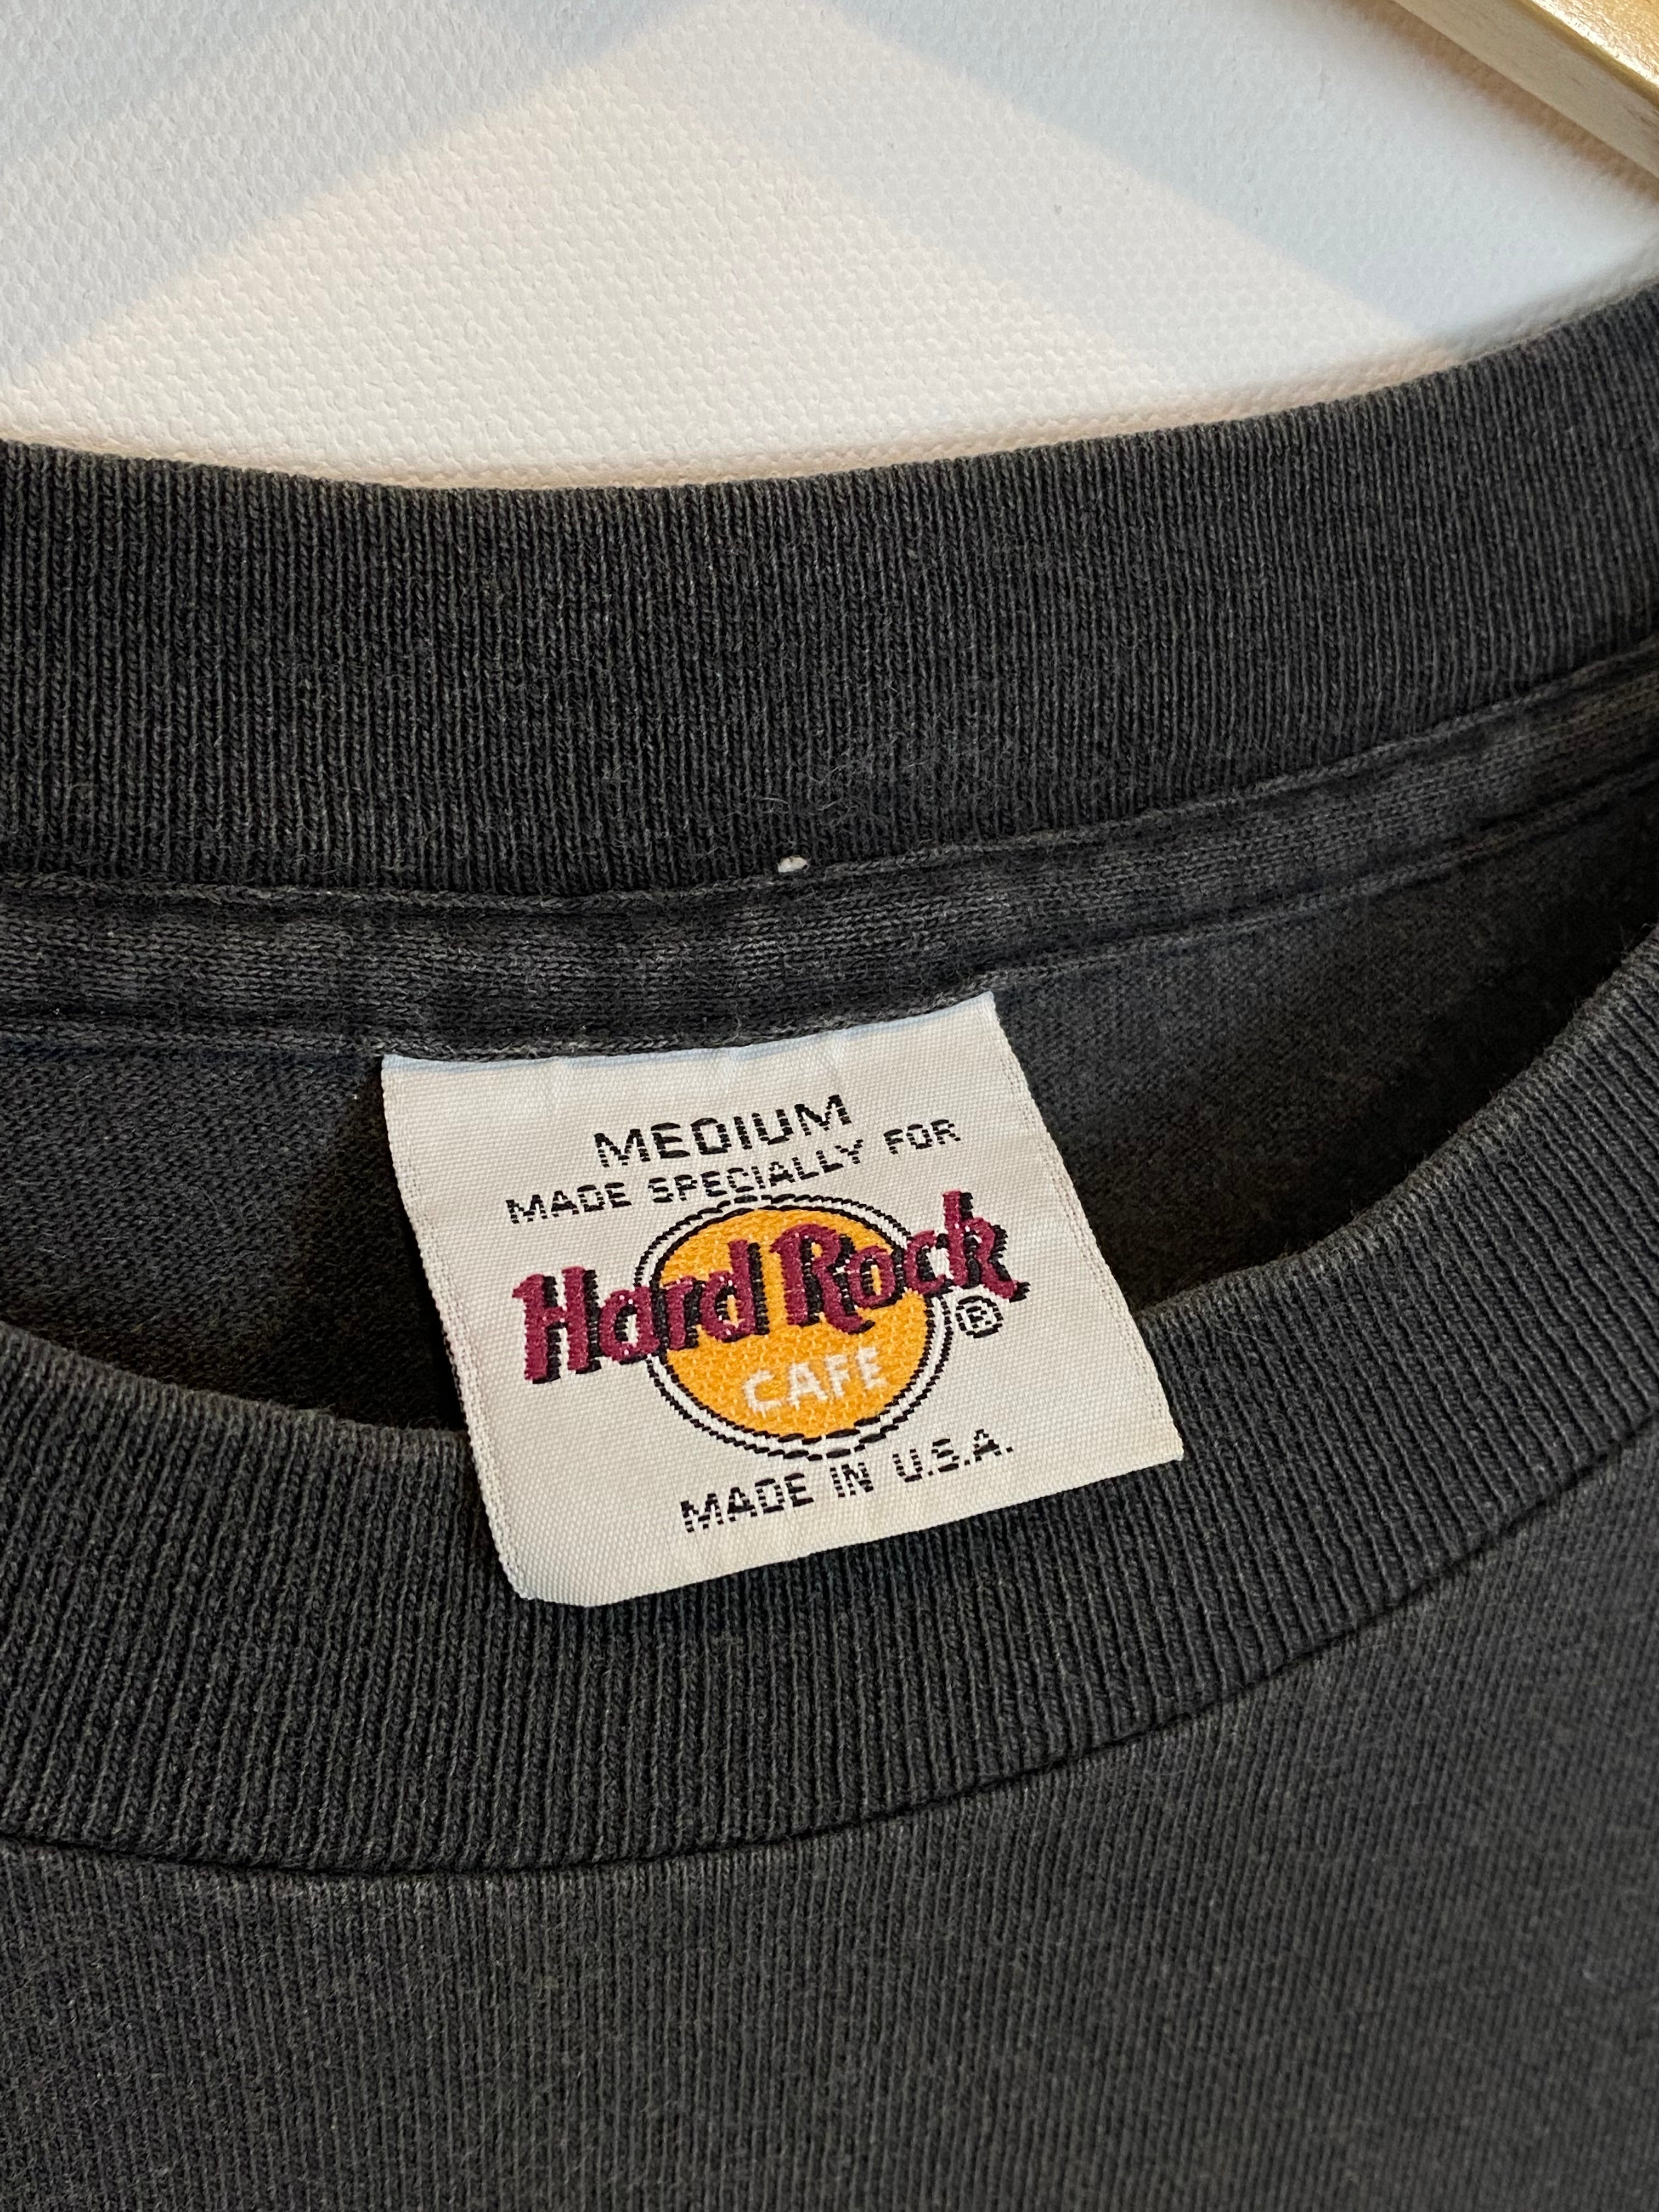 MEDIUM
MADE SPECIALLY FOR
Hard Rock ®
CAFE
MADE IN U.S.A.